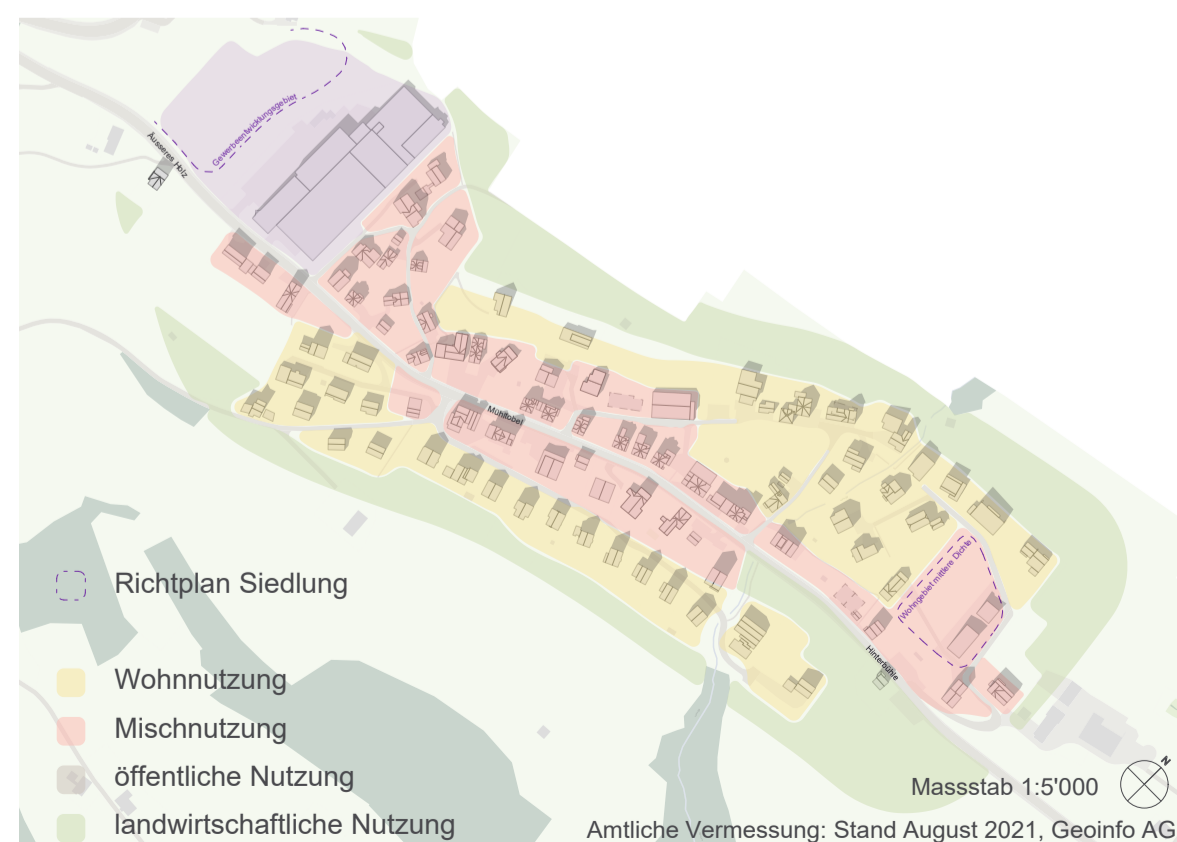 Gewerbeentwicklungsgebiet
Äusseres Holz
Mühltobel
(Wohngebiet mittlere Dichte
Hinterbühle
Richtplan Siedlung
Wohnnutzung
Mischnutzung
öffentliche Nutzung
landwirtschaftliche Nutzung
Massstab 1:5'000
N
Amtliche Vermessung: Stand August 2021, Geoinfo AG